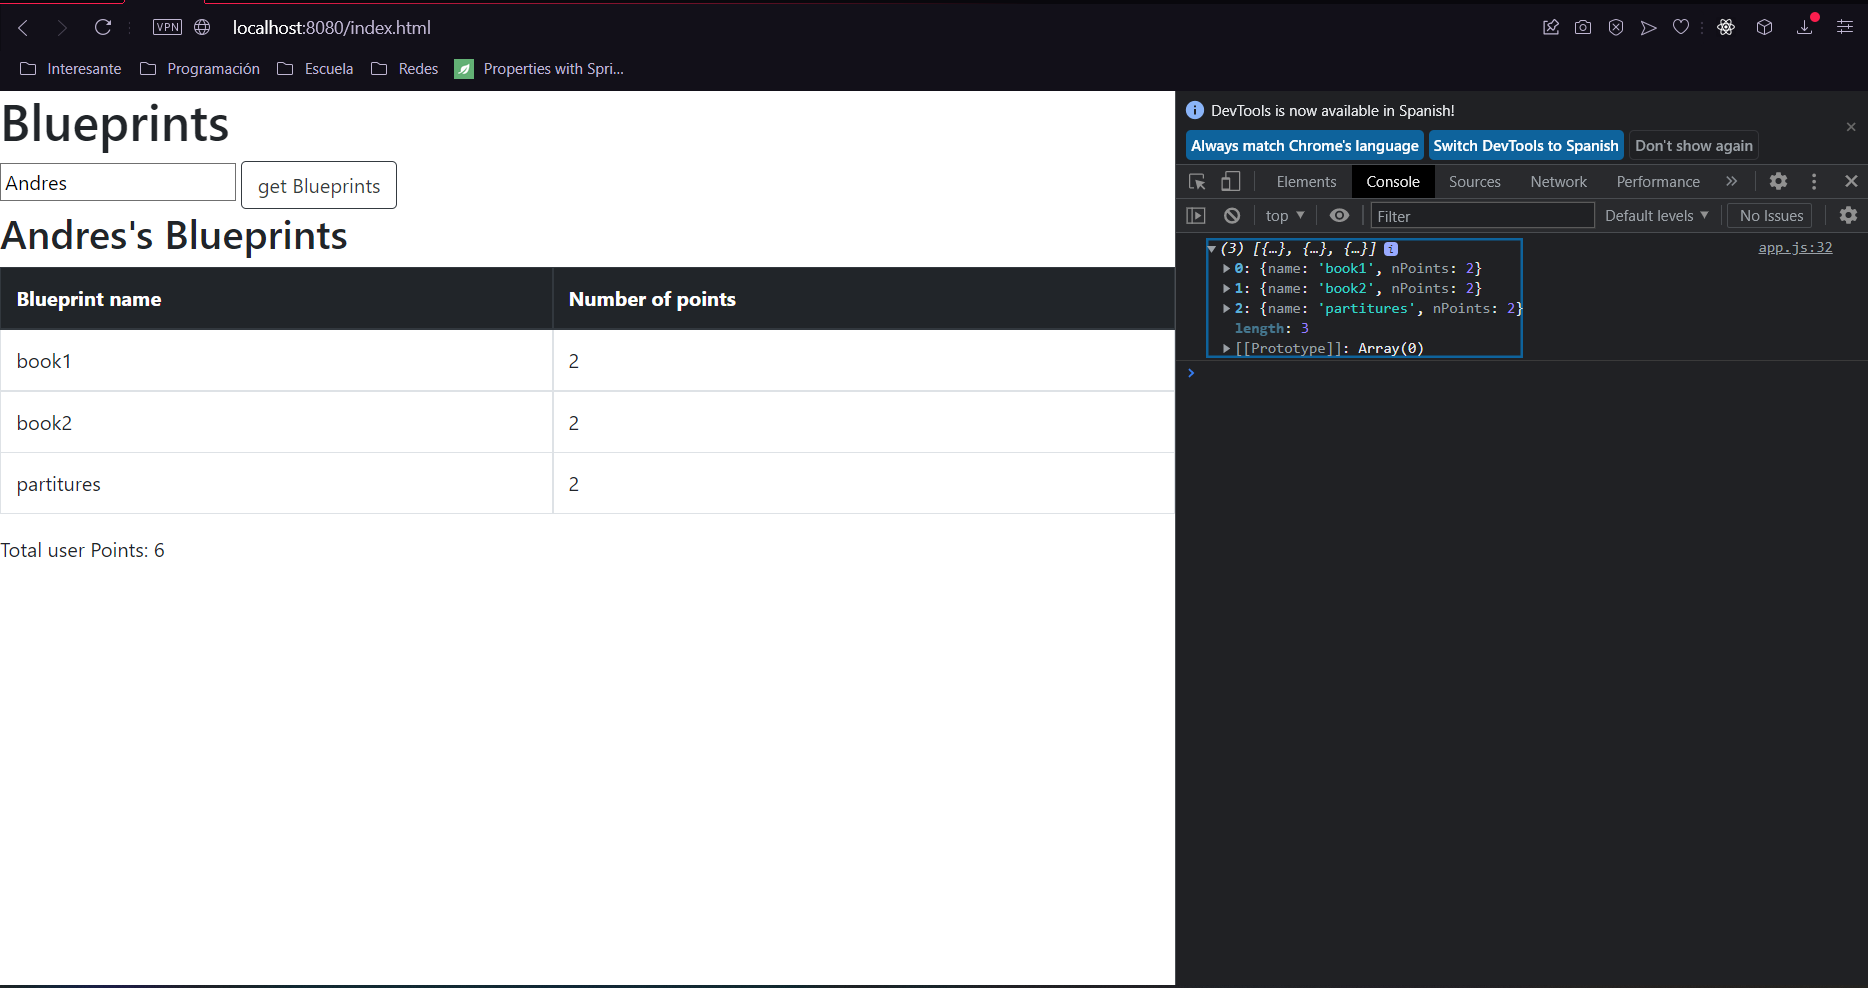 VPN localhost:8080/index.html
Interesante Programación Escuela Redes Properties with Spri...
Blueprints
Andres get Blueprints
Andres's Blueprints
Blueprint name Number of points
book1 2
book2 2
partitures 2
Total user Points: 6
DevTools is now available in Spanish!
Always match Chrome's language Switch DevTools to Spanish Don't show again
Elements Console Sources Network Performance »
top Filter Default levels No Issues
(3) [{…}, {…}, {…}] i app.js:32
0: {name: 'book1', nPoints: 2}
1: {name: 'book2', nPoints: 2}
2: {name: 'partitures', nPoints: 2}
length: 3
[[Prototype]]: Array(0)